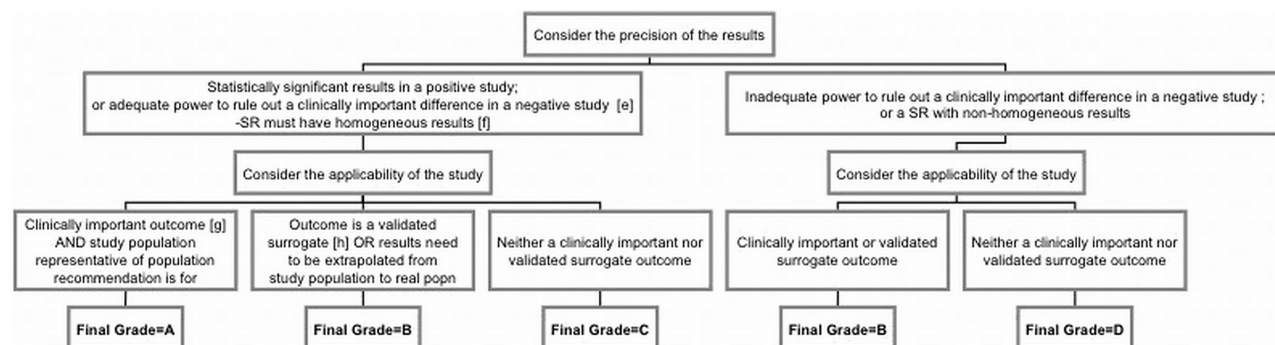 Consider the precision of the results
Statistically significant results in a positive study;
or adequate power to rule out a clinically important difference in a negative study [e]
-SR must have homogeneous results [f]
Inadequate power to rule out a clinically important difference in a negative study ;
or a SR with non-homogeneous results
Consider the applicability of the study
Consider the applicability of the study
Clinically important outcome [g]
AND study population
representative of population
recommendation is for
Outcome is a validated
surrogate [h] OR results need
to be extrapolated from
study population to real popn
Neither a clinically important nor
validated surrogate outcome
Clinically important or validated
surrogate outcome
Neither a clinically important nor
validated surrogate outcome
Final Grade=A
Final Grade=B
Final Grade=C
Final Grade=B
Final Grade=D